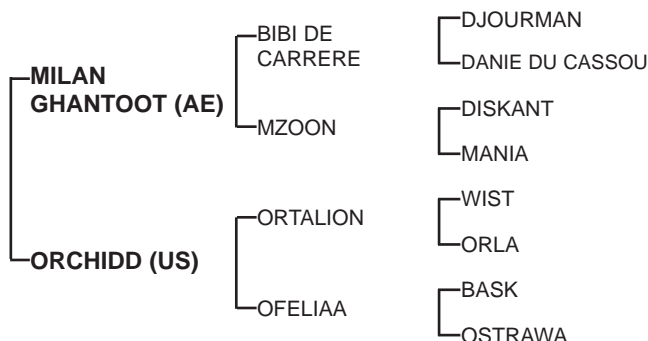 DJOURMAN
BIBI DE
CARRERE
DANIE DU CASSOU
MILAN
GHANTOOT (AE)
DISKANT
MZOON
MANIA
WIST
ORTALION
ORLA
ORCHIDD (US)
BASK
OFELIAA
OSTRAWA